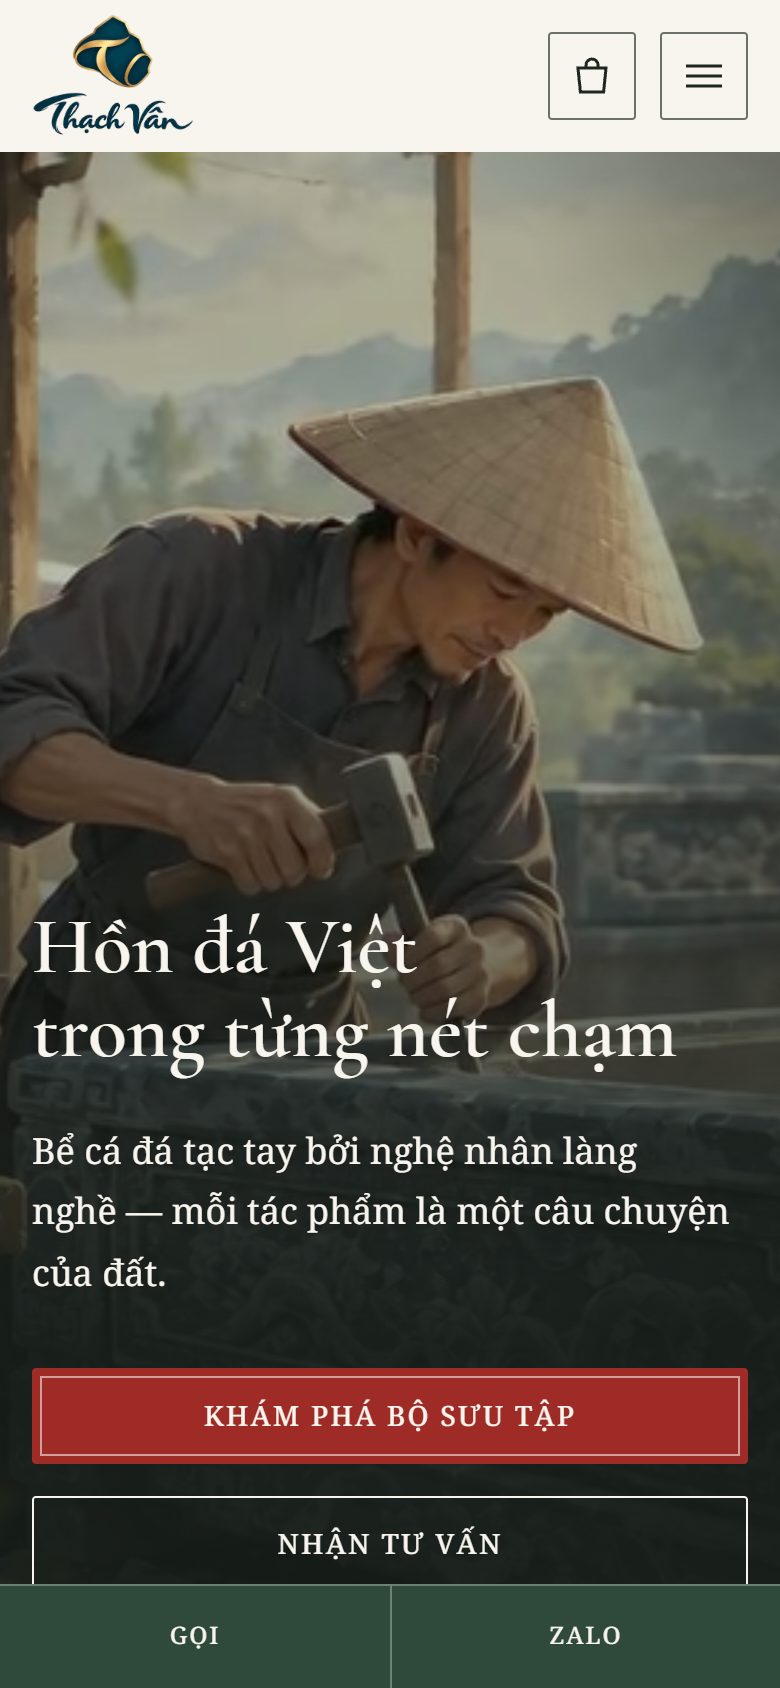 Thạch Vân
Hồn đá Việt
trong từng nét chạm
Bể cá đá tạc tay bởi nghệ nhân làng
nghề — mỗi tác phẩm là một câu chuyện
của đất.
KHÁM PHÁ BỘ SƯU TẬP
NHẬN TƯ VẤN
GỌI
ZALO